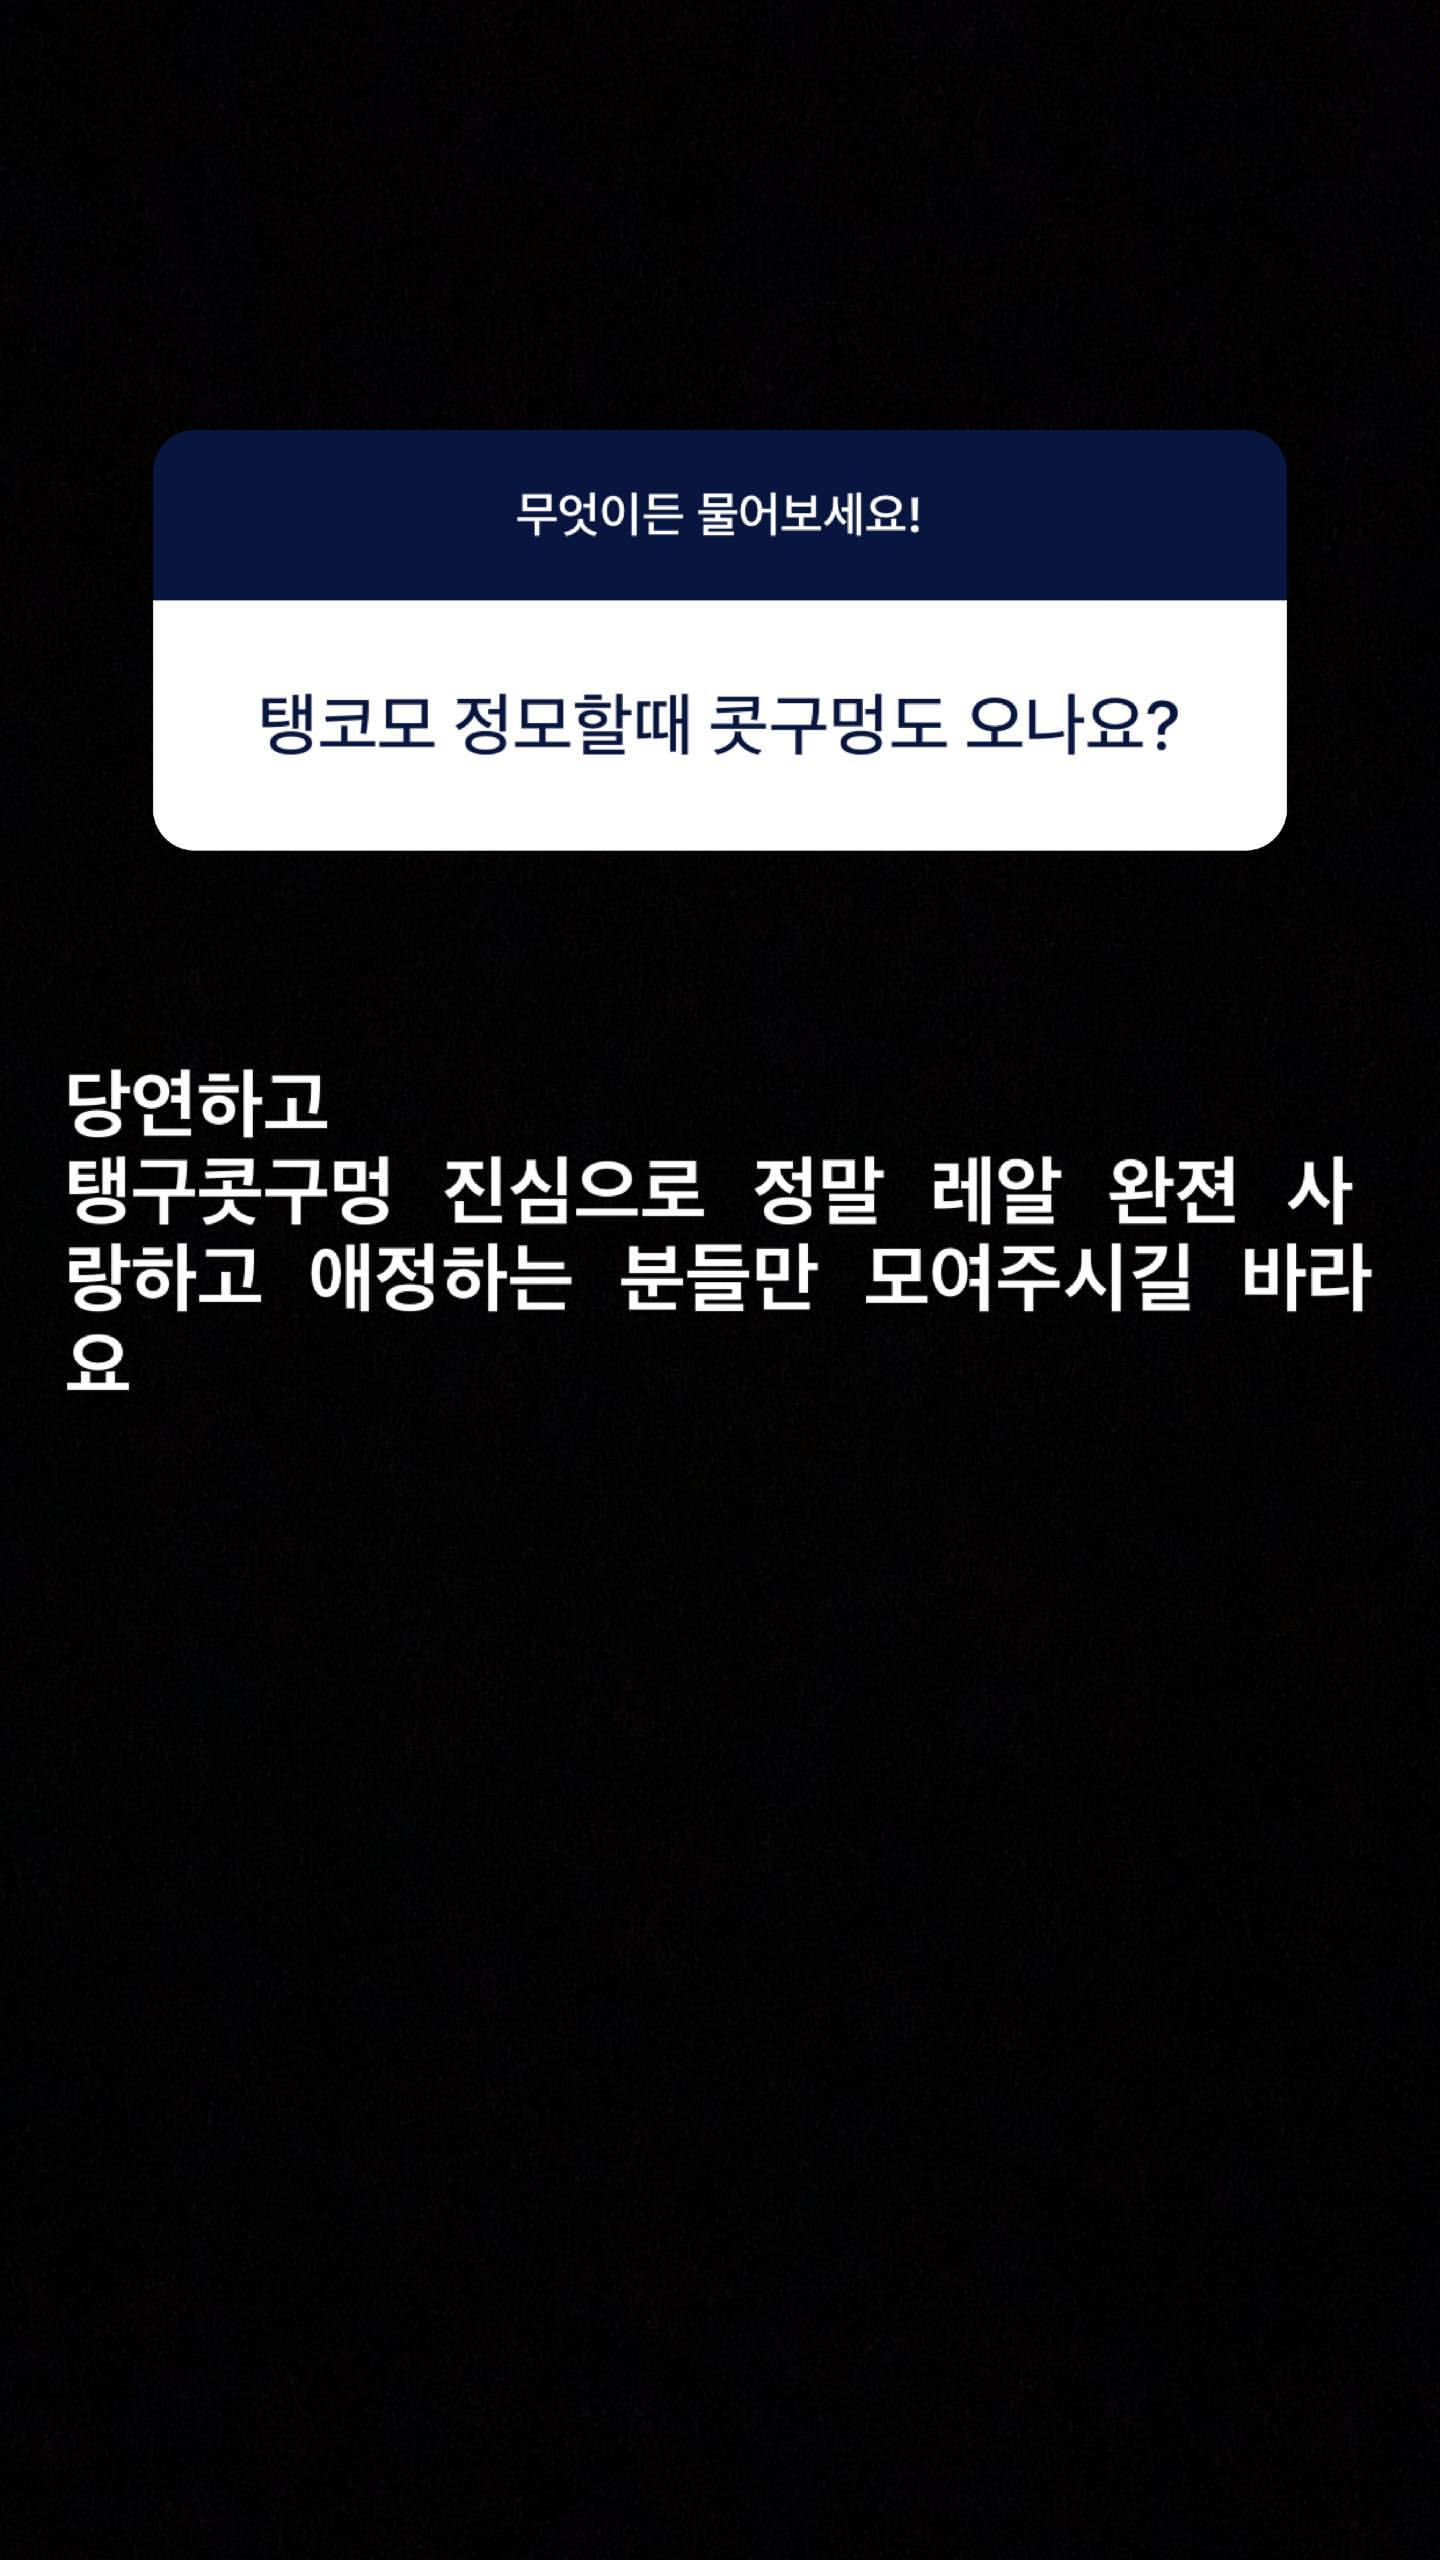 무엇이든 물어보세요!
탱코모 정모할때 콧구멍도 오나요?
당연하고
탱구콧구멍 진심으로 정말 레알 완젼 사
랑하고 애정하는 분들만 모여주시길 바라
요